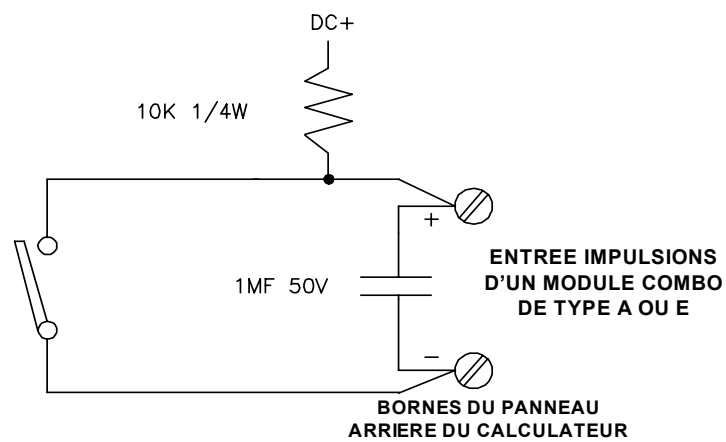 DC+
10K 1/4W
+
1MF 50V
ENTREE IMPULSIONS
D'UN MODULE COMBO
DE TYPE A OU E
−
BORNES DU PANNEAU
ARRIERE DU CALCULATEUR